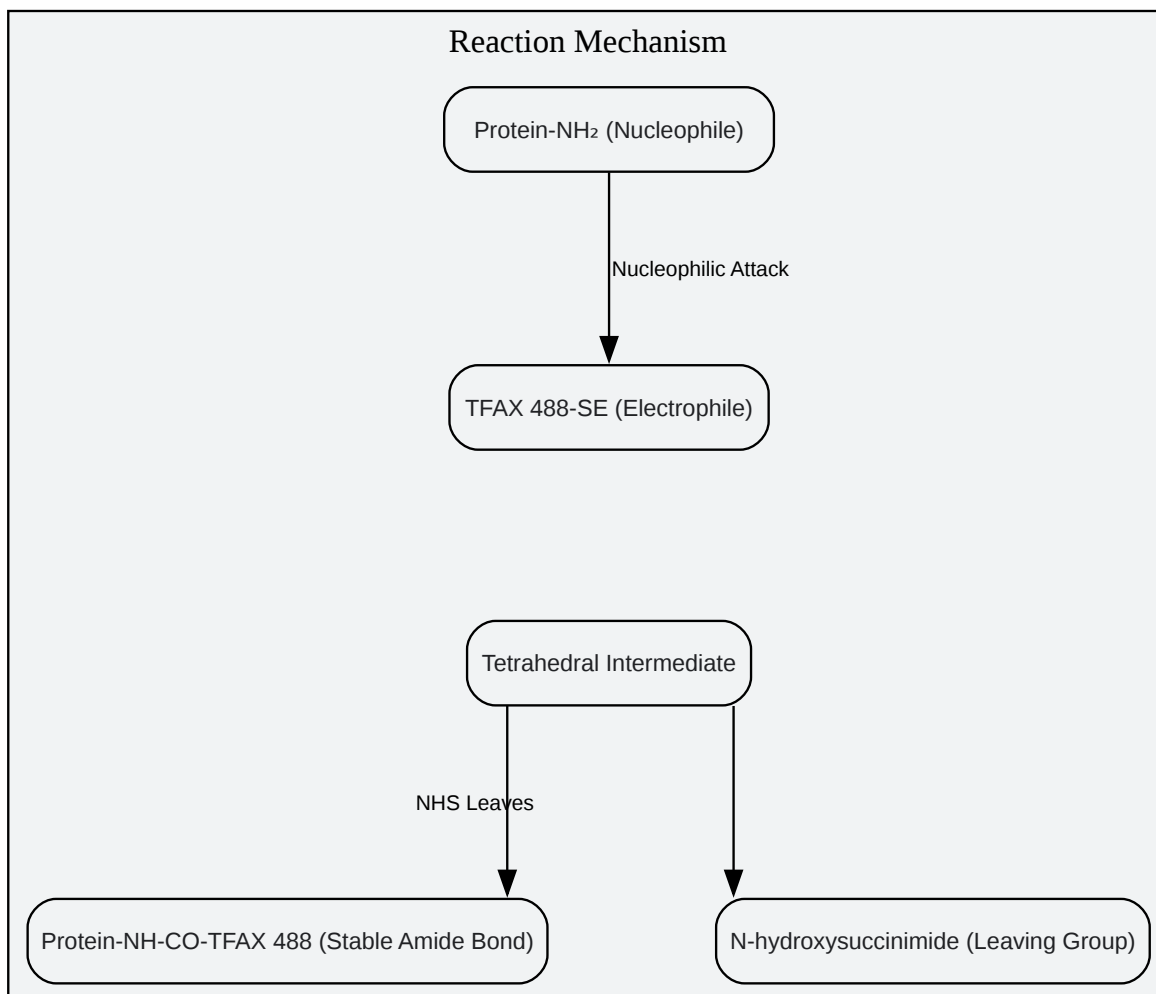 Reaction Mechanism
Protein-NH₂ (Nucleophile)
Nucleophilic Attack
TFAX 488-SE (Electrophile)
Tetrahedral Intermediate
NHS Leaves
Protein-NH-CO-TFAX 488 (Stable Amide Bond)
N-hydroxysuccinimide (Leaving Group)